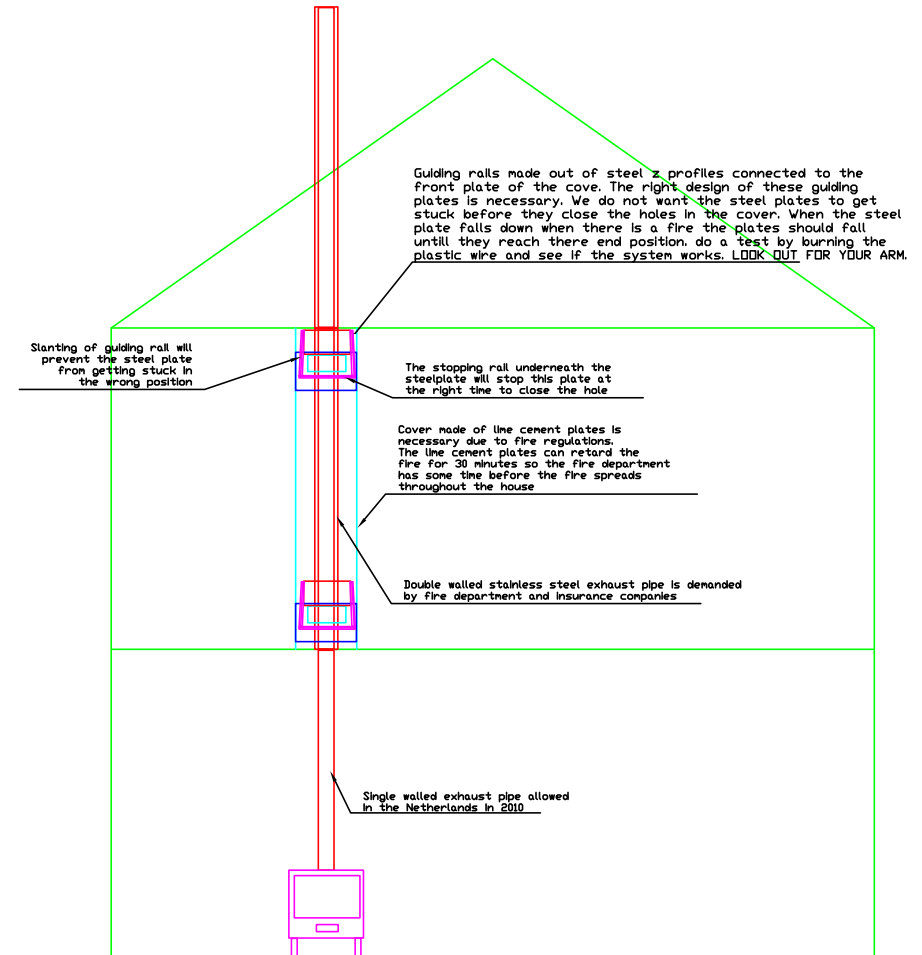 Guiding rails made out of steel z profiles connected to the
front plate of the cove. The right design of these guiding
plates is necessary. We do not want the steel plates to get
stuck before they close the holes in the cover. When the steel
plate falls down when there is a fire the plates should fall
untill they reach there end position. do a test by burning the
plastic wire and see if the system works. LOOK OUT FOR YOUR ARM.
Slanting of guiding rail will
prevent the steel plate
from getting stuck in
the wrong position
The stopping rail underneath the
steelplate will stop this plate at
the right time to close the hole
Cover made of lime cement plates is
necessary due to fire regulations.
The lime cement plates can retard the
fire for 30 minutes so the fire department
has some time before the fire spreads
throughout the house
Double walled stainless steel exhaust pipe is demanded
by fire department and insurance companies
Single walled exhaust pipe allowed
in the Netherlands in 2010